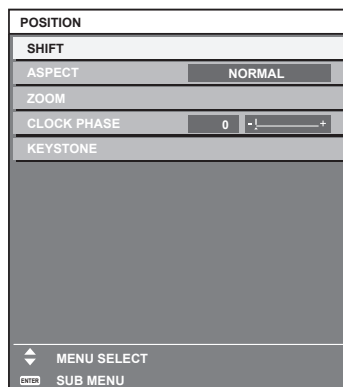 POSITION
SHIFT
ASPECT NORMAL
ZOOM
CLOCK PHASE 0 - +
KEYSTONE
MENU SELECT
ENTER SUB MENU